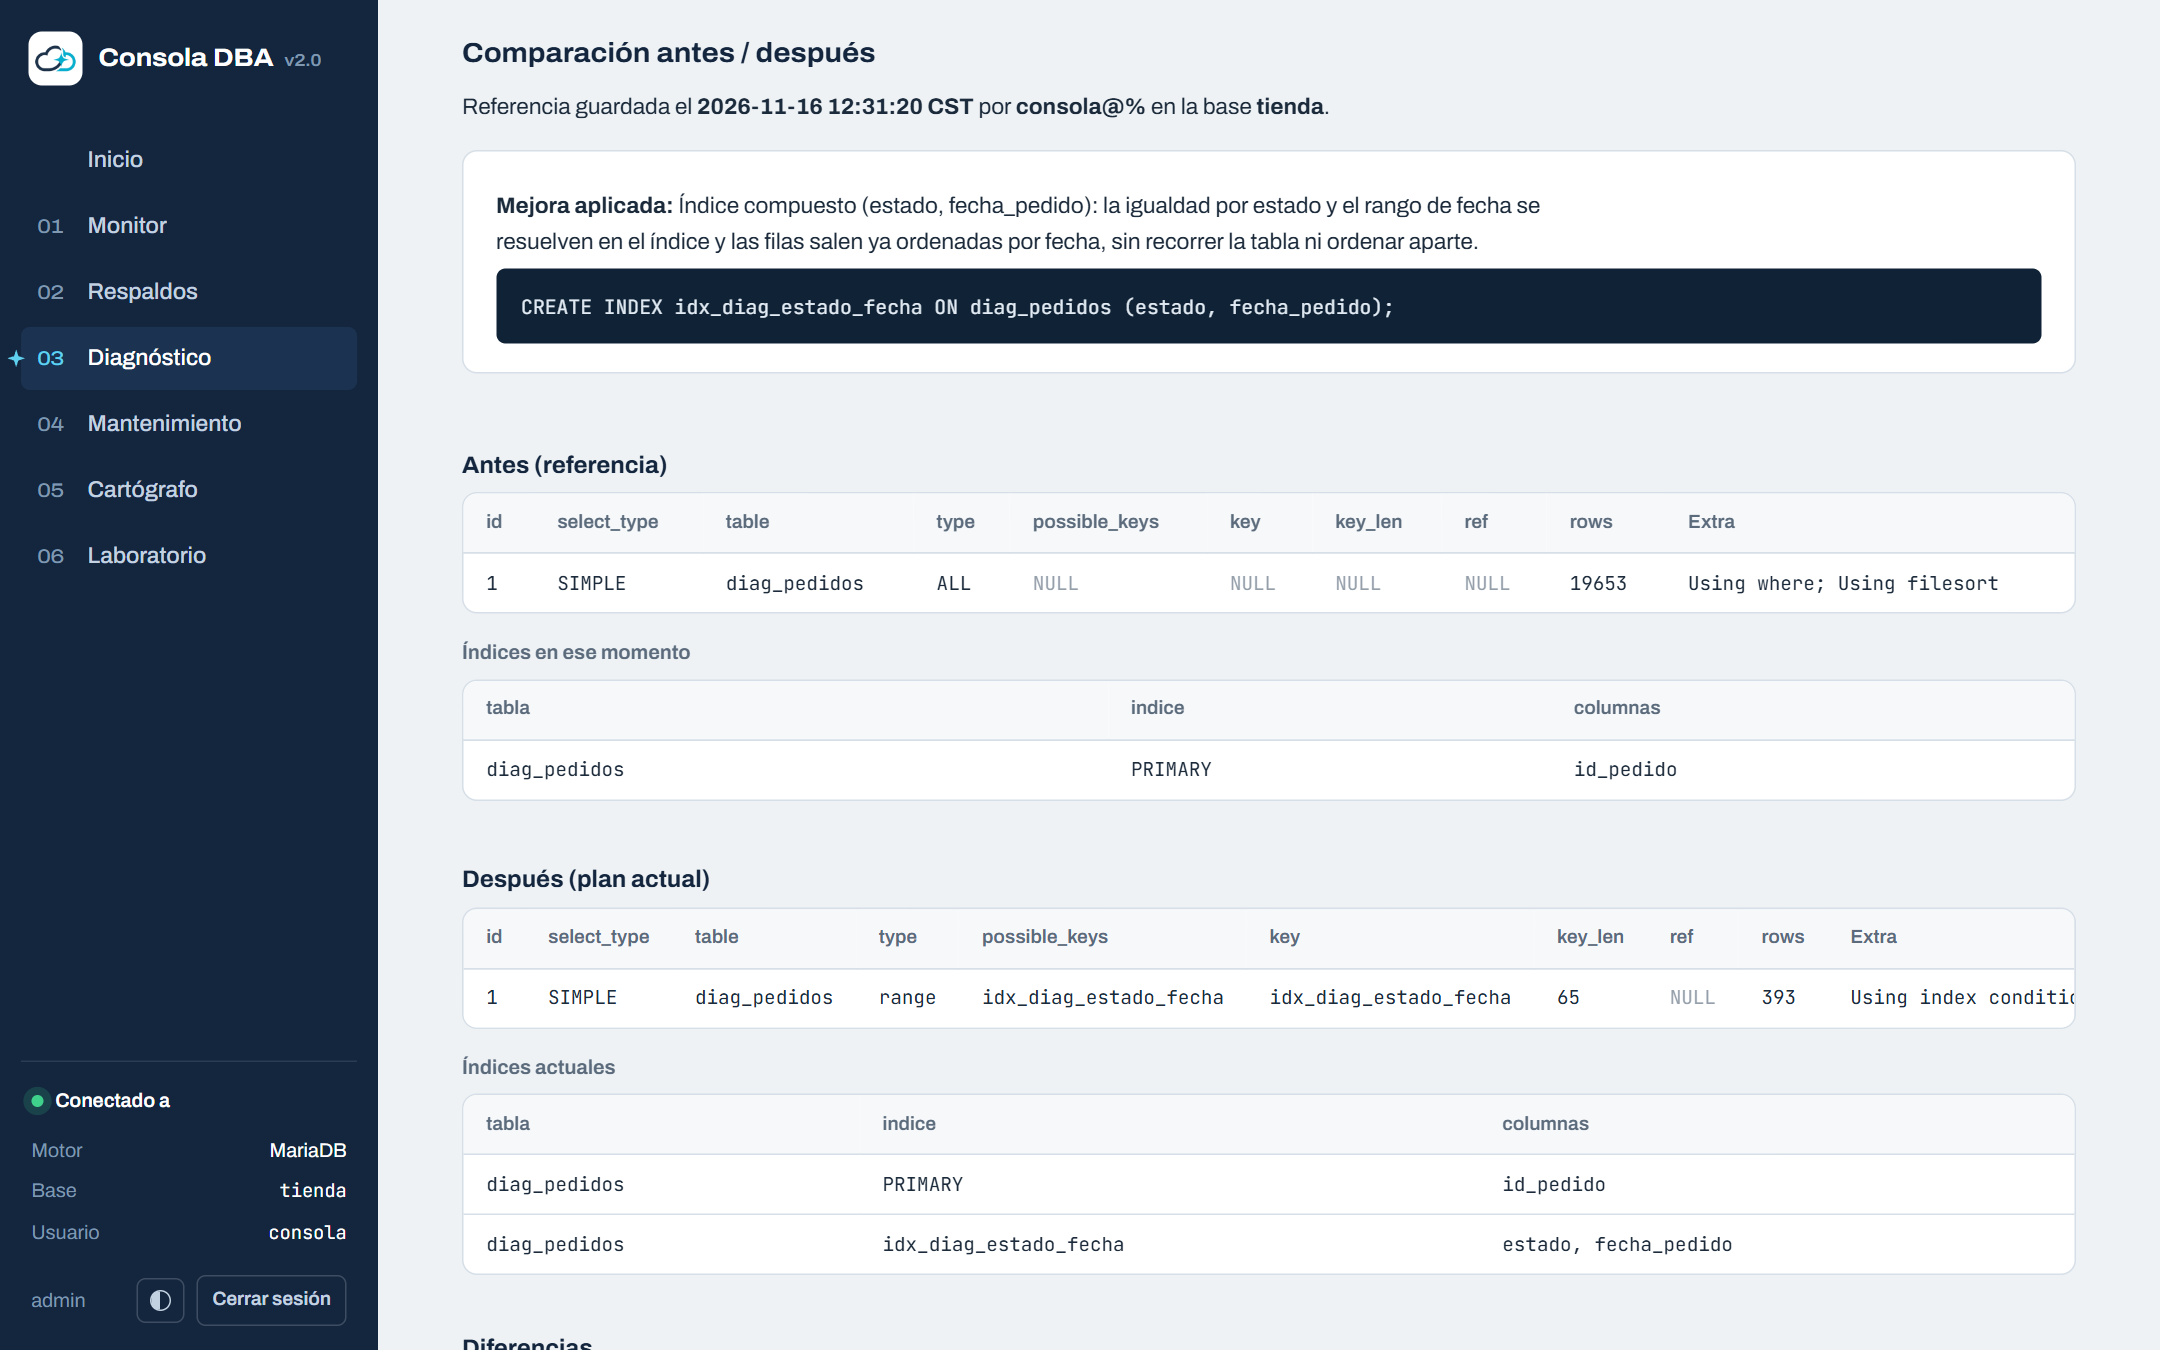 Consola DBA v2.0
Inicio
01 Monitor
02 Respaldos
03 Diagnóstico
04 Mantenimiento
05 Cartógrafo
06 Laboratorio
Conectado a
Motor MariaDB
Base tienda
Usuario consola
admin Cerrar sesión
Comparación antes / después
Referencia guardada el 2026-11-16 12:31:20 CST por consola@% en la base tienda.
Mejora aplicada: Índice compuesto (estado, fecha_pedido): la igualdad por estado y el rango de fecha se
resuelven en el índice y las filas salen ya ordenadas por fecha, sin recorrer la tabla ni ordenar aparte.
CREATE INDEX idx_diag_estado_fecha ON diag_pedidos (estado, fecha_pedido);
Antes (referencia)
id select_type table type possible_keys key key_len ref rows Extra
1 SIMPLE diag_pedidos ALL NULL NULL NULL NULL 19653 Using where; Using filesort
Índices en ese momento
tabla indice columnas
diag_pedidos PRIMARY id_pedido
Después (plan actual)
id select_type table type possible_keys key key_len ref rows Extra
1 SIMPLE diag_pedidos range idx_diag_estado_fecha idx_diag_estado_fecha 65 NULL 393 Using index conditio
Índices actuales
tabla indice columnas
diag_pedidos PRIMARY id_pedido
diag_pedidos idx_diag_estado_fecha estado, fecha_pedido
Diferencias